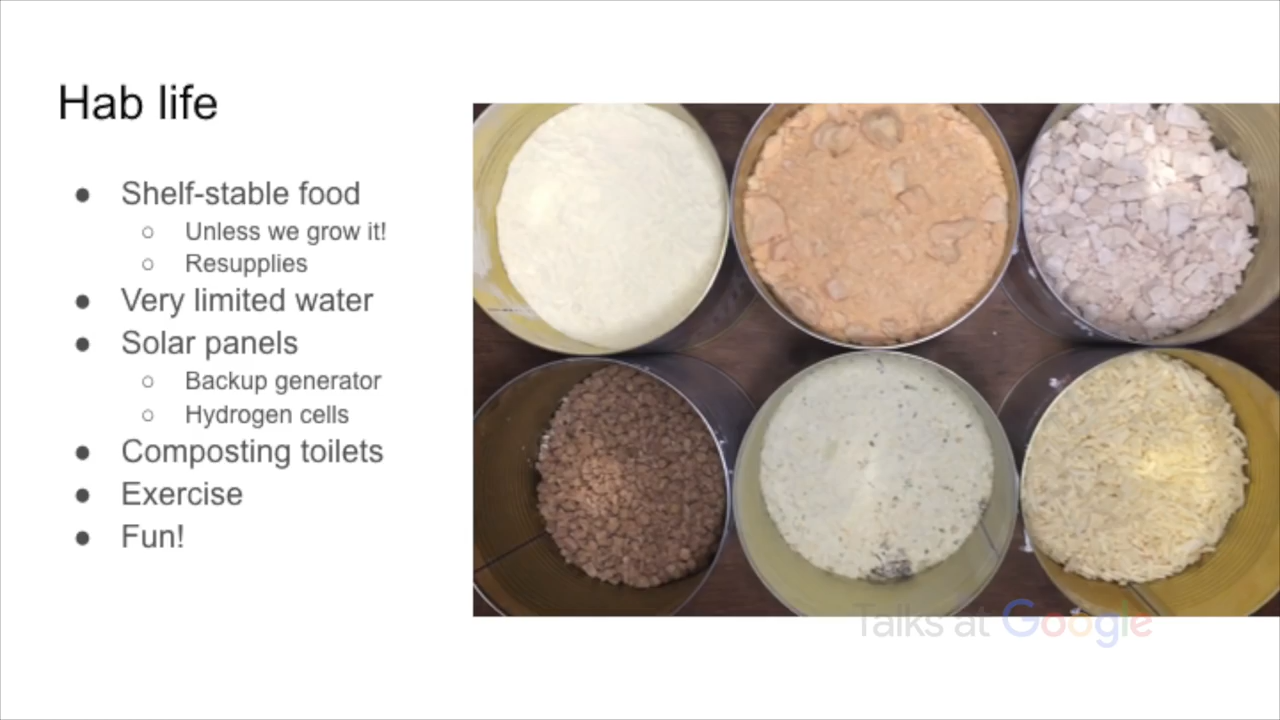 Hab life
● Shelf-stable food
○ Unless we grow it!
○ Resupplies
● Very limited water
● Solar panels
○ Backup generator
○ Hydrogen cells
● Composting toilets
● Exercise
● Fun!
Talks at Google